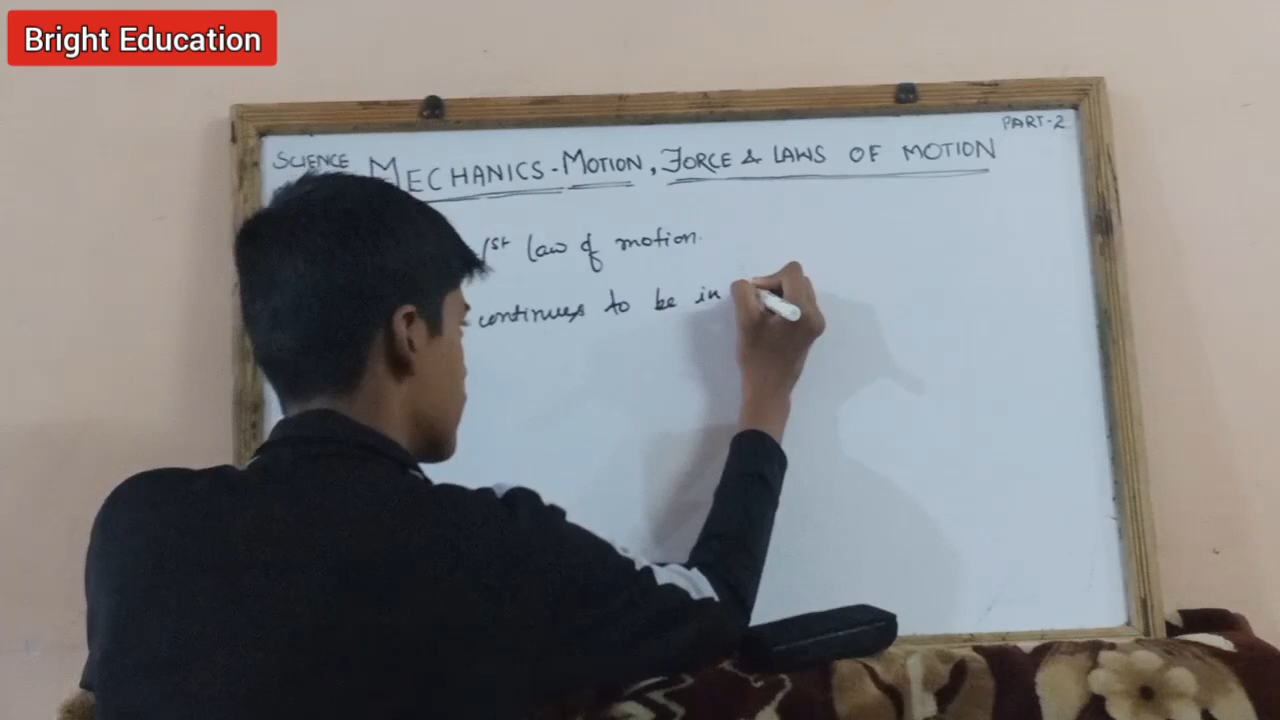 Bright Education
PART-2
SCIENCE MECHANICS - MOTION, FORCE & LAWS OF MOTION
1st law of motion.
continues to be in